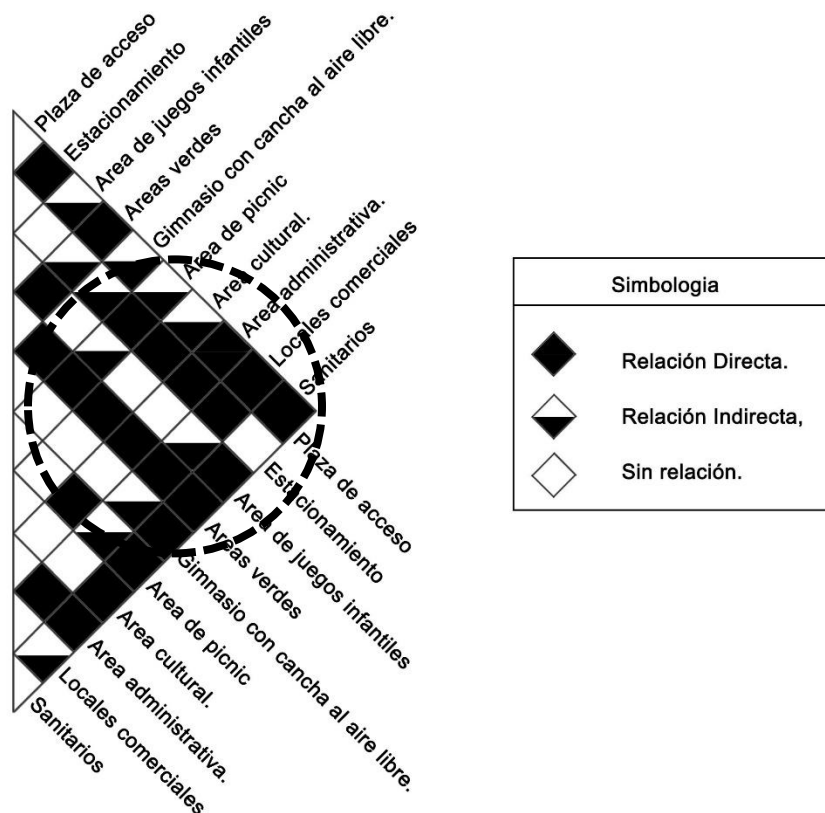 Plaza de acceso
Estacionamiento
Area de juegos infantiles
Areas verdes
Gimnasio con cancha al aire libre.
Area de picnic
Area cultural.
Area administrativa.
Locales comerciales
Sanitarios
Plaza de acceso
Estacionamiento
Area de juegos infantiles
Areas verdes
Gimnasio con cancha al aire libre.
Area de picnic
Area cultural.
Area administrativa.
Locales comerciales
Sanitarios
Simbologia
Relación Directa.
Relación Indirecta,
Sin relación.